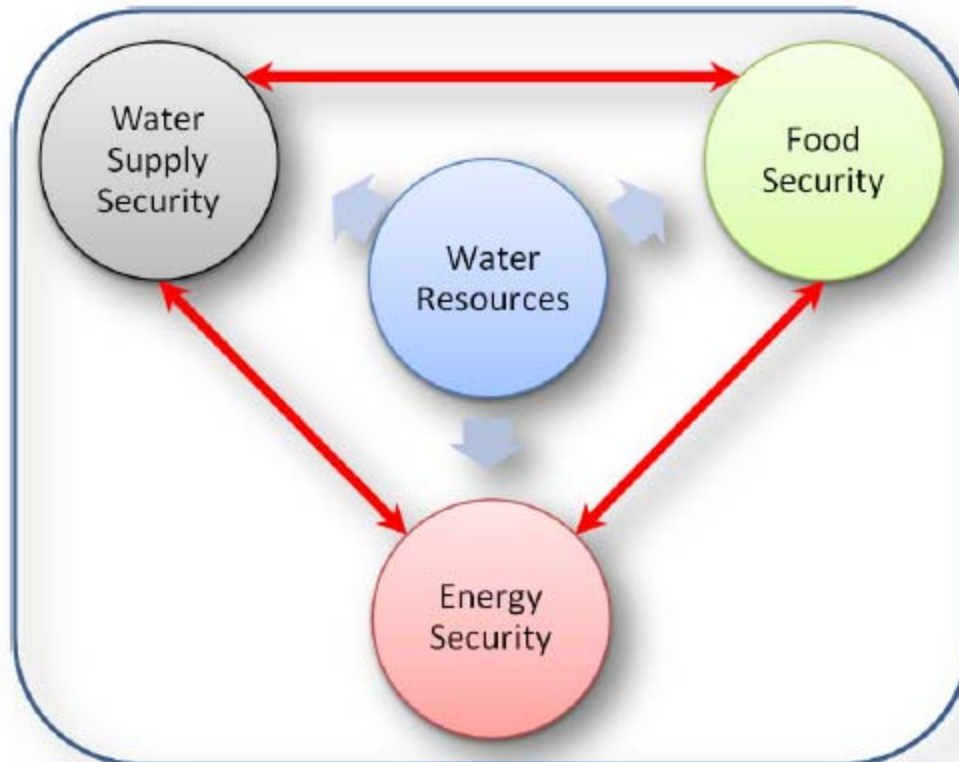 Water
Supply
Security
Food
Security
Water
Resources
Energy
Security